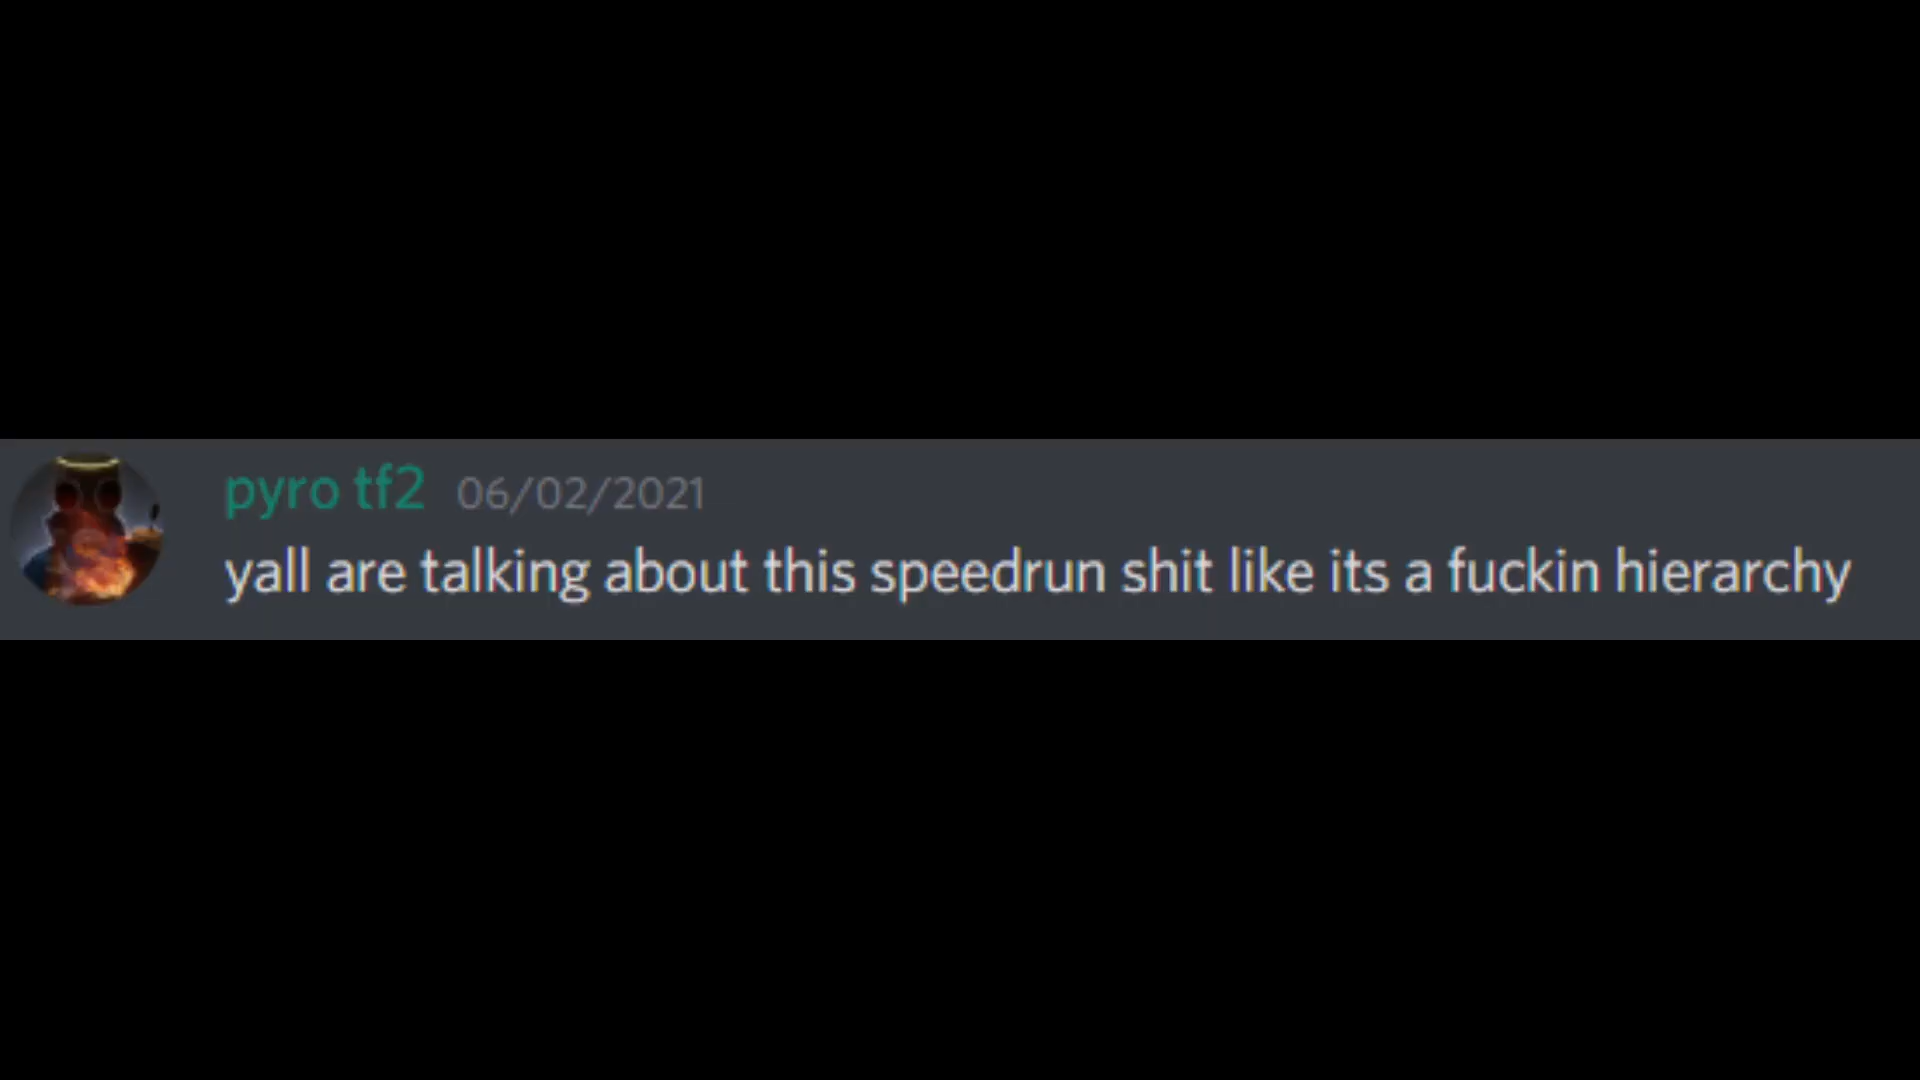 pyro tf2 06/02/2021
yall are talking about this speedrun shit like its a fuckin hierarchy